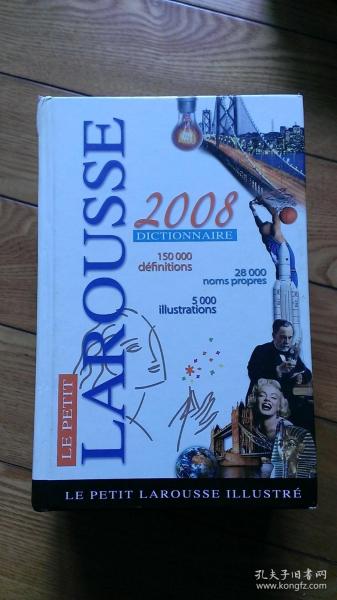 LE PETIT
LAROUSSE
2008
DICTIONNAIRE
150 000
définitions
28 000
noms propres
5 000
illustrations
LE PETIT LAROUSSE ILLUSTRÉ
孔夫子旧书网
www.kongfz.com